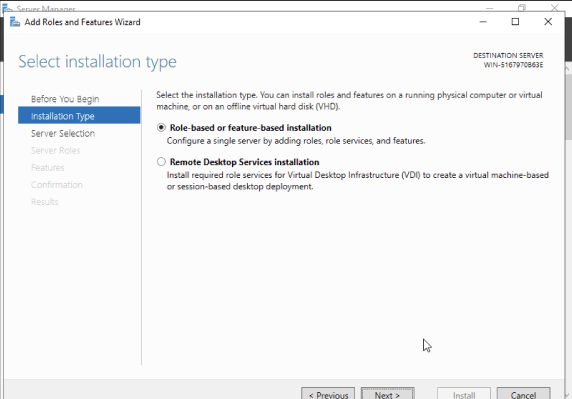 Server Manager
Add Roles and Features Wizard
Select installation type
DESTINATION SERVER
WIN-5167970B63E
Before You Begin
Installation Type
Server Selection
Server Roles
Features
Confirmation
Results
Select the installation type. You can install roles and features on a running physical computer or virtual
machine, or on an offline virtual hard disk (VHD).
Role-based or feature-based installation
Configure a single server by adding roles, role services, and features.
Remote Desktop Services installation
Install required role services for Virtual Desktop Infrastructure (VDI) to create a virtual machine-based
or session-based desktop deployment.
< Previous
Next >
Install
Cancel